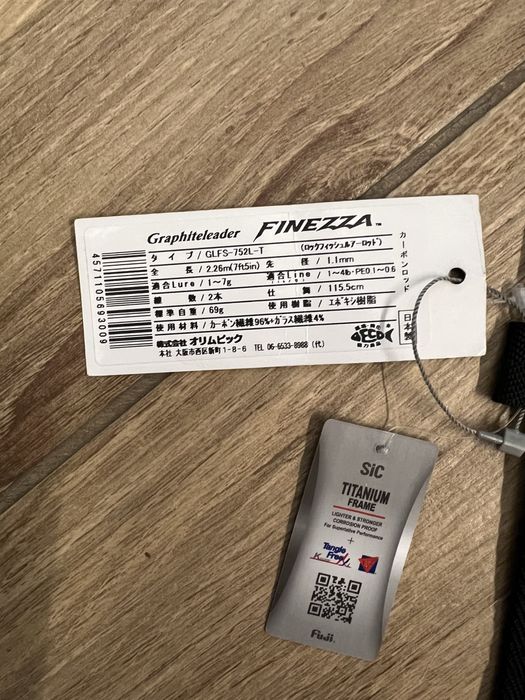 Graphiteleader FINEZZA™
タイプ/GLFS-752L-T (ロックフィッシュルアーロッド)
全長/2.26m(7ft5in) 先径/1.1mm
適合Lure/1~7g 適合Line/1~4lb・PE0.1~0.6
継数/2本 仕舞/115.5cm
標準自重/69g 使用樹脂/エポキシ樹脂
使用材料/カーボン繊維96%+ガラス繊維4%
株式会社 オリムピック
本社 大阪市西区新町1-8-6 TEL 06-6533-8988 (代)
4571105693009
カーボンロッド
日本製
SiC
TITANIUM
FRAME
LIGHTER & STRONGER
CORROSION PROOF
For Superlative Performance
+
Tangle
Free
Fuji